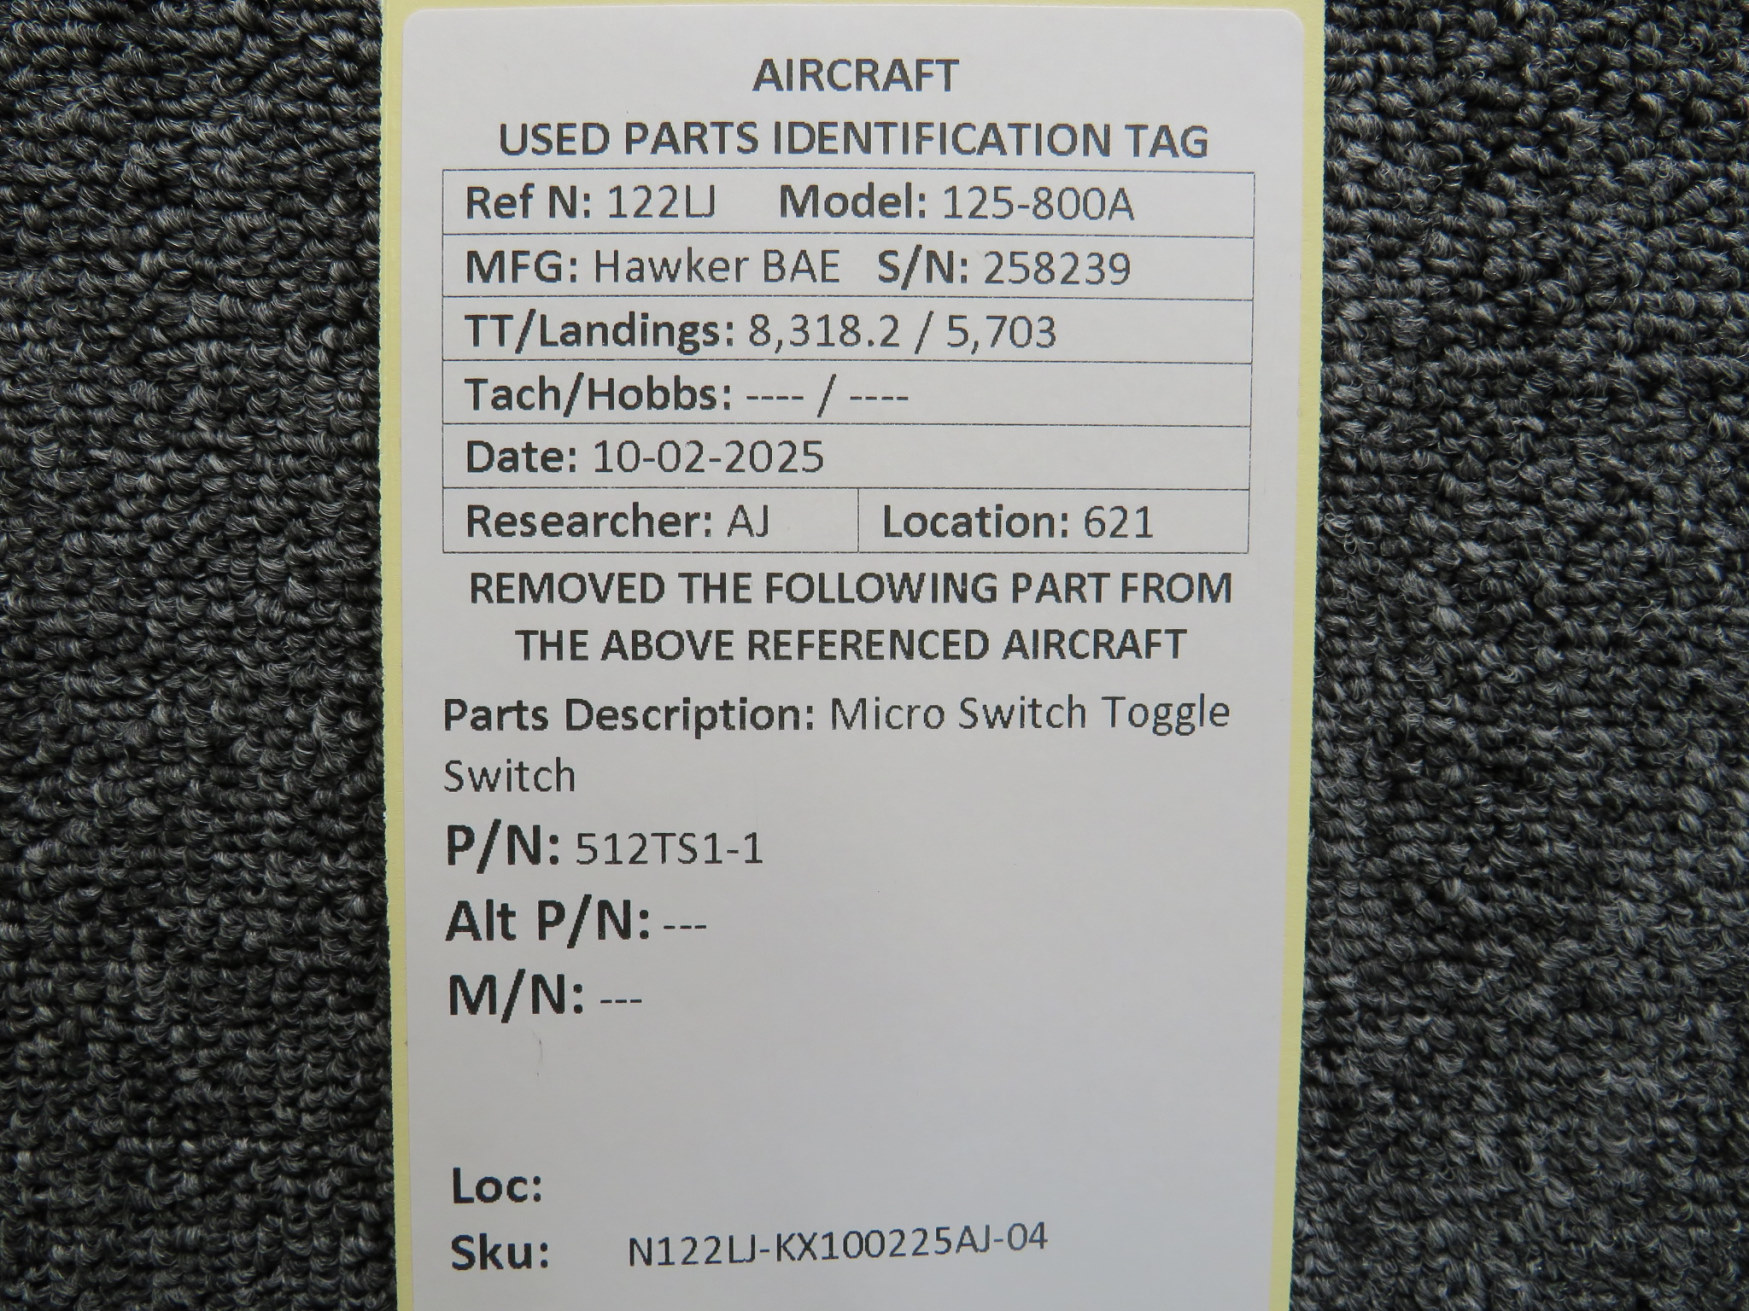 AIRCRAFT
USED PARTS IDENTIFICATION TAG
Ref N: 122LJ Model: 125-800A
MFG: Hawker BAE S/N: 258239
TT/Landings: 8,318.2 / 5,703
Tach/Hobbs: ---- / ----
Date: 10-02-2025
Researcher: AJ Location: 621
REMOVED THE FOLLOWING PART FROM
THE ABOVE REFERENCED AIRCRAFT
Parts Description: Micro Switch Toggle
Switch
P/N: 512TS1-1
Alt P/N: ---
M/N: ---
Loc:
Sku: N122LJ-KX100225AJ-04